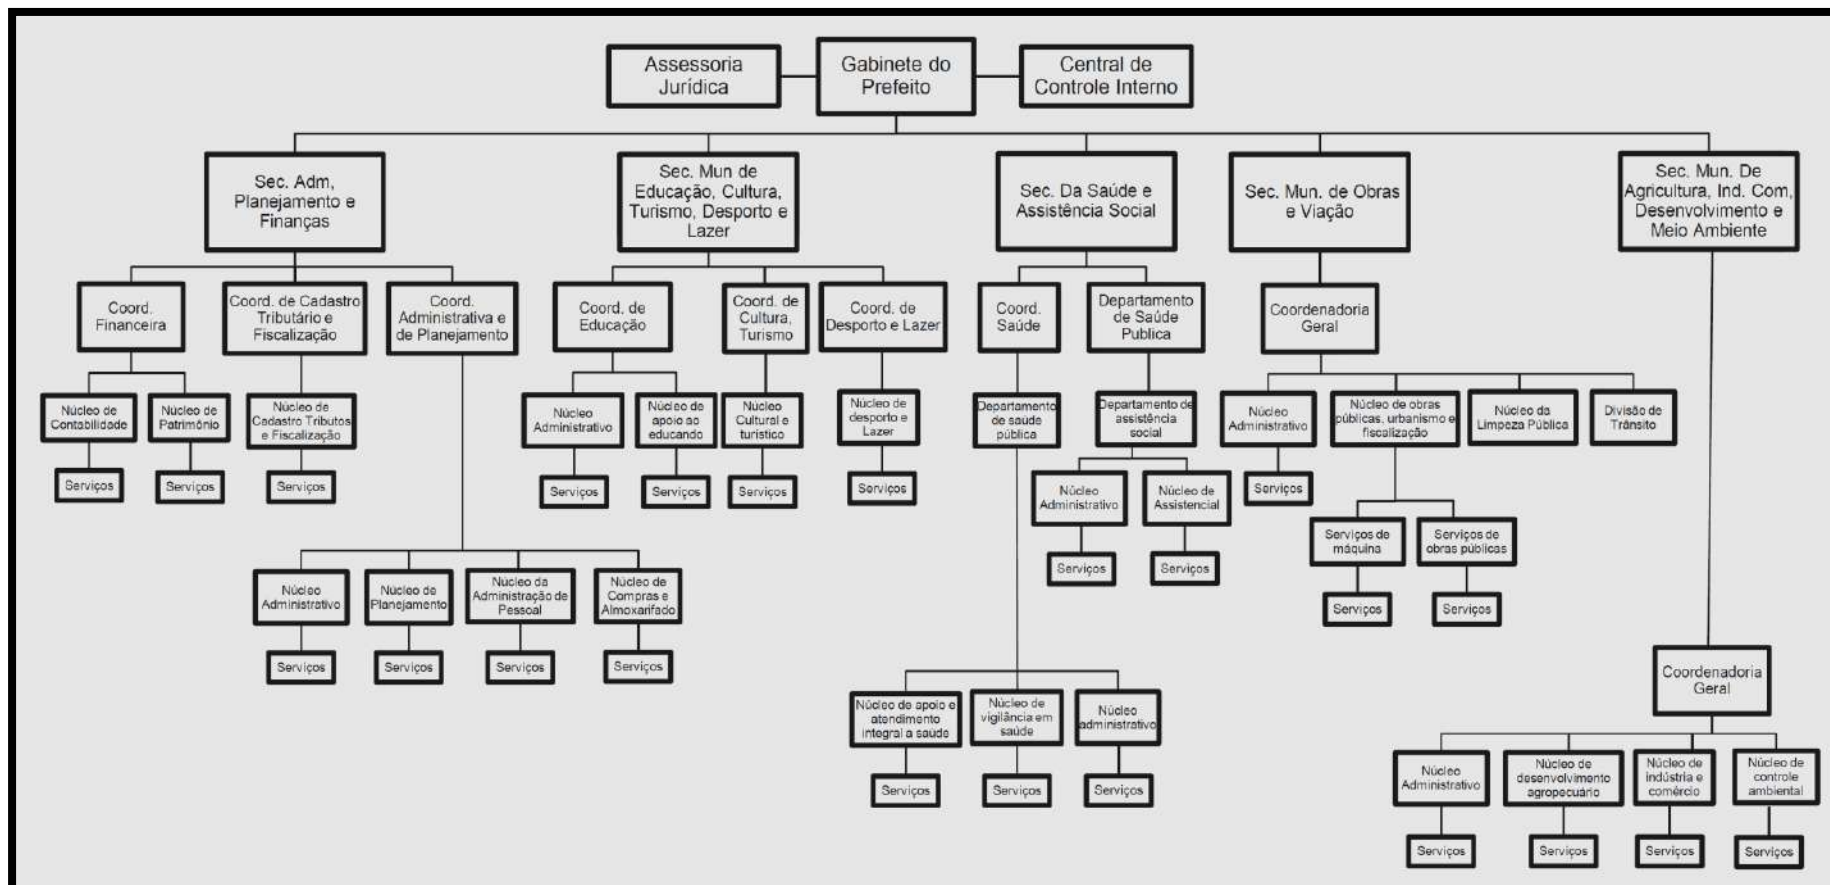 Assessoria
Jurídica
Gabinete do
Prefeito
Central de
Controle Interno
Sec. Adm,
Planejamento e
Finanças
Sec. Mun de
Educação, Cultura,
Turismo, Desporto e
Lazer
Sec. Da Saúde e
Assistência Social
Sec. Mun. de Obras
e Viação
Sec. Mun. De
Agricultura, Ind. Com,
Desenvolvimento e
Meio Ambiente
Coord.
Financeira
Coord. de Cadastro
Tributário e
Fiscalização
Coord.
Administrativa e
de Planejamento
Coord. de
Educação
Coord. de
Cultura,
Turismo
Coord. de
Desporto e Lazer
Coord.
Saúde
Departamento
de Saúde
Publica
Coordenadoria
Geral
Núcleo de
Contabilidade
Núcleo de
Patrimônio
Núcleo de
Cadastro Tributos
e Fiscalização
Núcleo
Administrativo
Núcleo de
apoio ao
educando
Núcleo
Cultural e
turístico
Núcleo de
desporto e
Lazer
Departamento
de saúde
pública
Departamento de
assistência
social
Núcleo
Administrativo
Núcleo de obras
públicas, urbanismo e
fiscalização
Núcleo da
Limpeza Pública
Divisão de
Trânsito
Serviços
Serviços
Serviços
Serviços
Serviços
Serviços
Serviços
Núcleo
Administrativo
Núcleo de
Assistencial
Serviços
Serviços de
máquina
Serviços de
obras públicas
Serviços
Serviços
Serviços
Serviços
Núcleo
Administrativo
Núcleo de
Planejamento
Núcleo da
Administração de
Pessoal
Núcleo de
Compras e
Almoxarifado
Serviços
Serviços
Serviços
Serviços
Coordenadoria
Geral
Núcleo de apoio e
atendimento
integral a saúde
Núcleo de
vigilância em
saúde
Núcleo
administrativo
Serviços
Serviços
Serviços
Núcleo
Administrativo
Núcleo de
desenvolvimento
agropecuário
Núcleo de
indústria e
comércio
Núcleo de
controle
ambiental
Serviços
Serviços
Serviços
Serviços